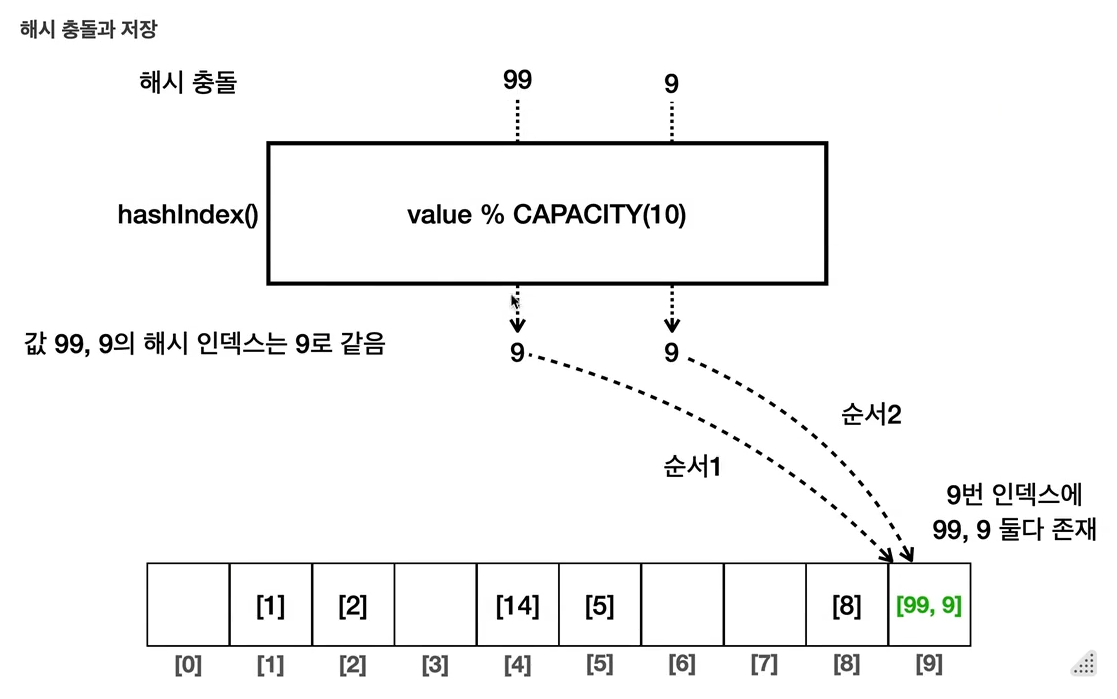 해시 충돌과 저장
해시 충돌
99
9
hashIndex()
value % CAPACITY(10)
값 99, 9의 해시 인덱스는 9로 같음
9
9
순서2
순서1
9번 인덱스에
99, 9 둘다 존재
[1] [2] [14] [5] [8] [99, 9]
[0] [1] [2] [3] [4] [5] [6] [7] [8] [9]